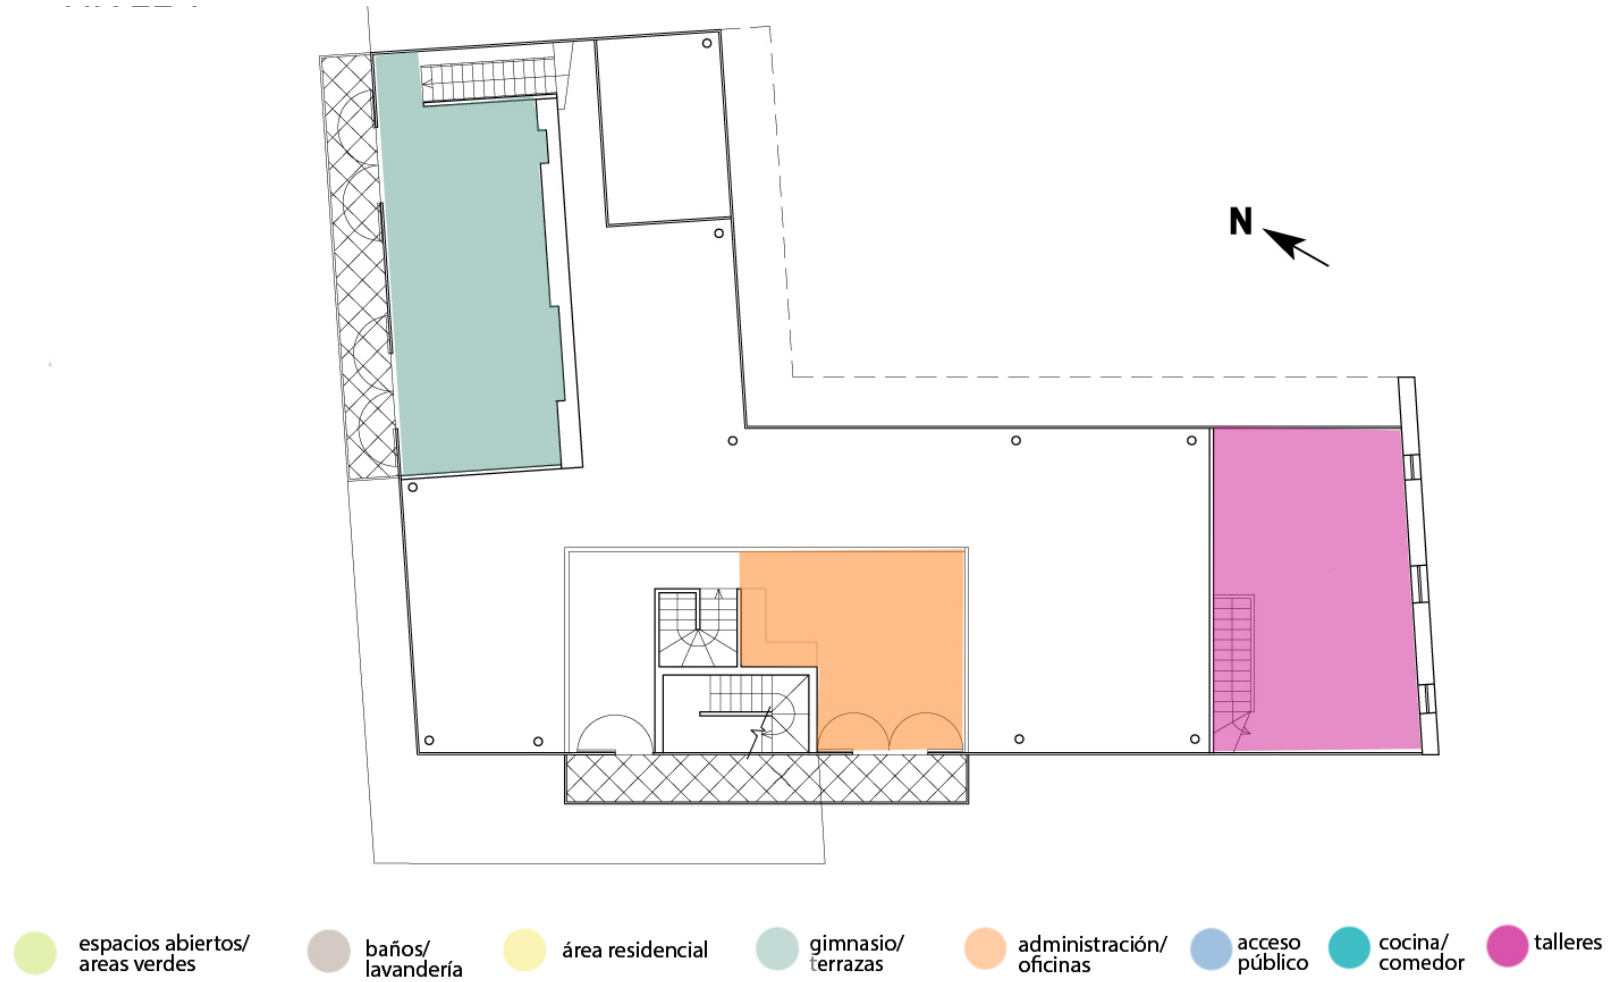 N
espacios abiertos/
areas verdes
baños/
lavandería
área residencial
gimnasio/
terrazas
administración/
oficinas
acceso
público
cocina/
comedor
talleres